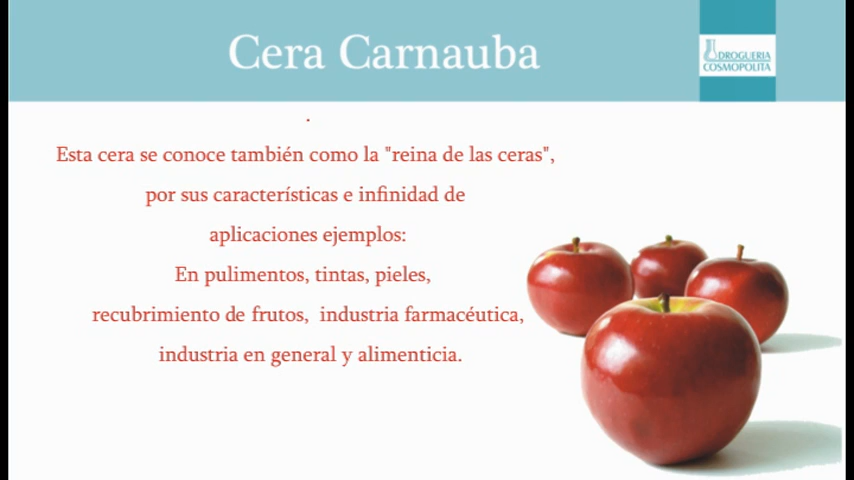 Cera Carnauba
DROGUERIA
COSMOPOLITA
.
Esta cera se conoce también como la "reina de las ceras",
por sus características e infinidad de
aplicaciones ejemplos:
En pulimentos, tintas, pieles,
recubrimiento de frutos, industria farmacéutica,
industria en general y alimenticia.